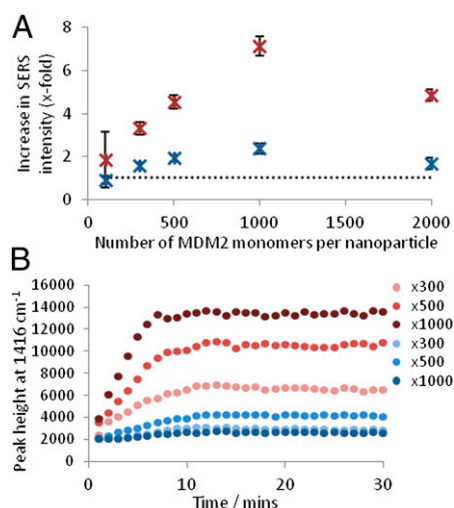 A
Increase in SERS
intensity (x-fold)
8
6
4
2
0
0 500 1000 1500 2000
Number of MDM2 monomers per nanoparticle
B
Peak height at 1416 cm⁻¹
16000
14000
12000
10000
8000
6000
4000
2000
0
0 10 20 30
Time / mins
x300
x500
x1000
x300
x500
x1000